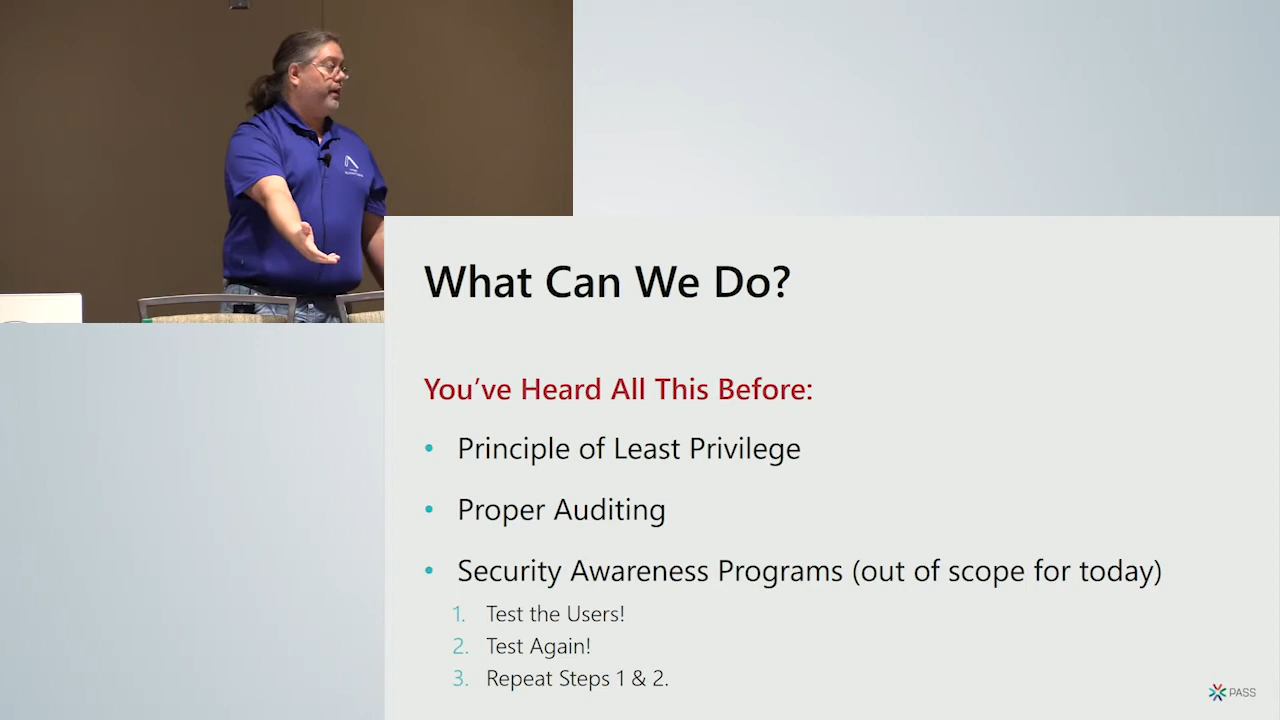 What Can We Do?
You've Heard All This Before:
• Principle of Least Privilege
• Proper Auditing
• Security Awareness Programs (out of scope for today)
1. Test the Users!
2. Test Again!
3. Repeat Steps 1 & 2.
PASS